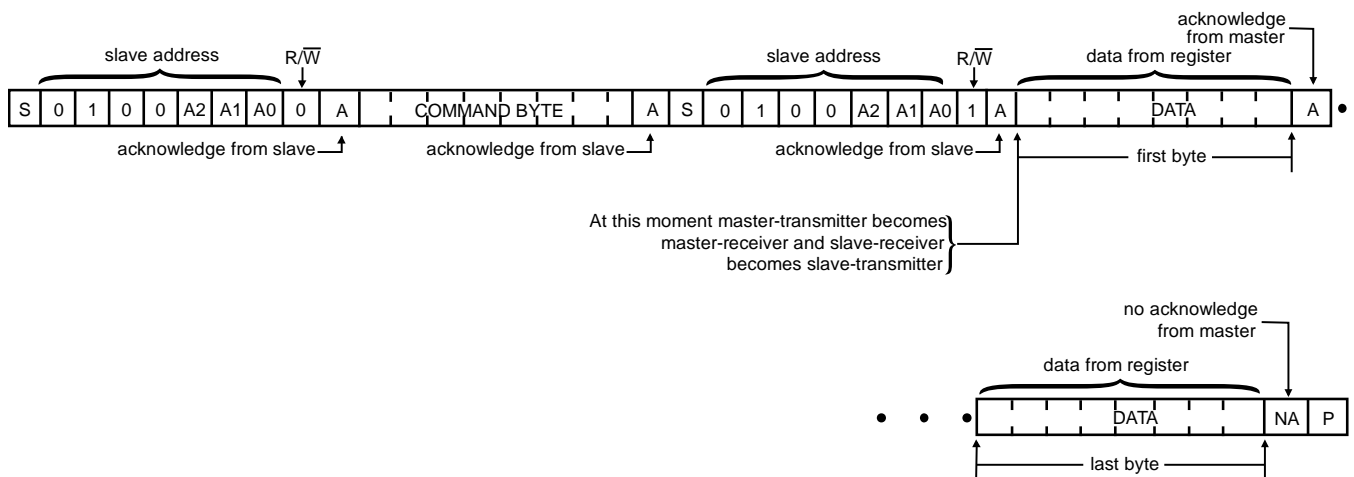 acknowledge
from master
slave address
R/W̅
slave address
R/W̅
data from register
S 0 1 0 0 A2 A1 A0 0 A COMMAND BYTE A S 0 1 0 0 A2 A1 A0 1 A DATA A
acknowledge from slave
acknowledge from slave
acknowledge from slave
first byte
At this moment master-transmitter becomes
master-receiver and slave-receiver
becomes slave-transmitter
no acknowledge
from master
data from register
DATA NA P
last byte